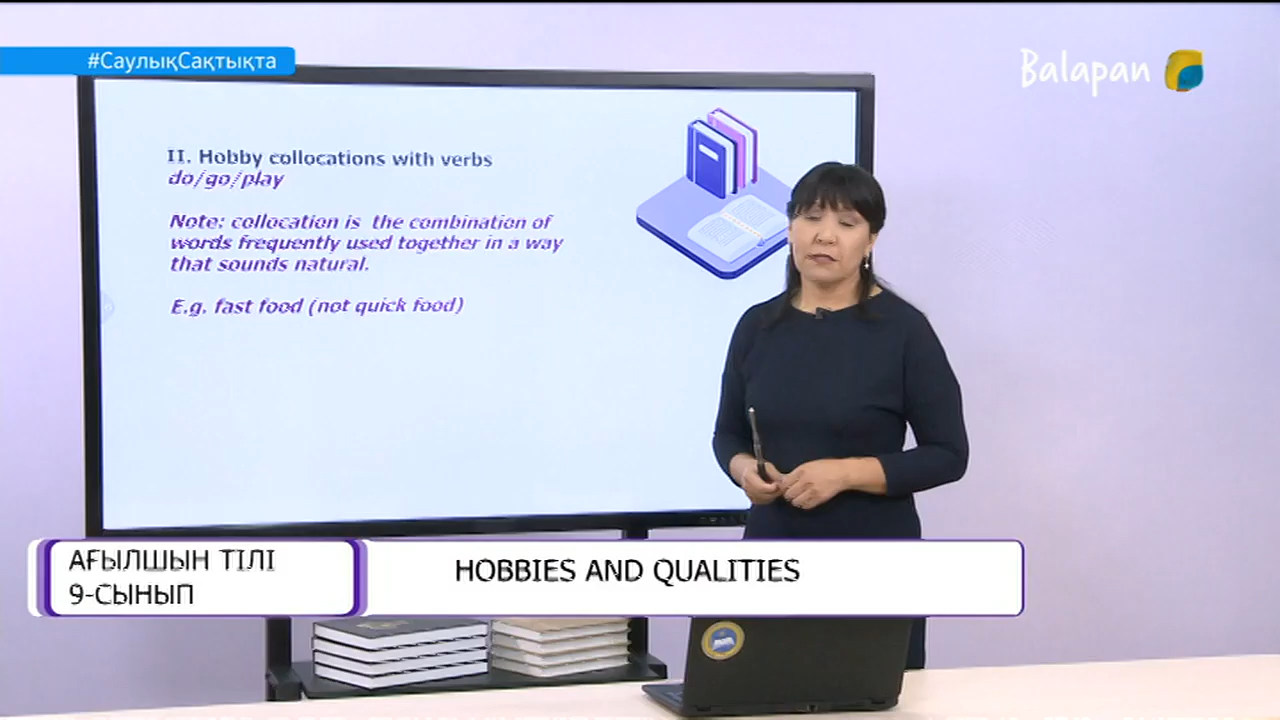 #СаулықСақтықта
Balapan
II. Hobby collocations with verbs
do/go/play
Note: collocation is the combination of
words frequently used together in a way
that sounds natural.
E.g. fast food (not quick food)
АҒЫЛШЫН ТІЛІ
9-СЫНЫП
HOBBIES AND QUALITIES